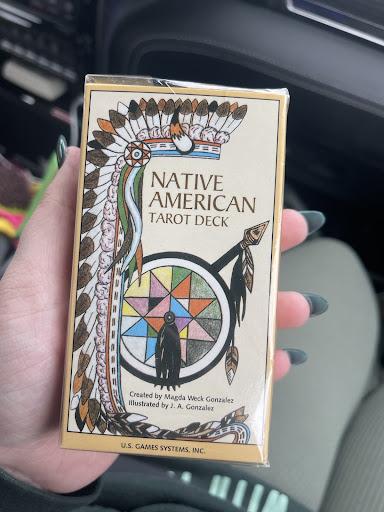 NATIVE
AMERICAN
TAROT DECK
Created by Magda Weck Gonzalez
Illustrated by J. A. Gonzalez
U.S. GAMES SYSTEMS, INC.